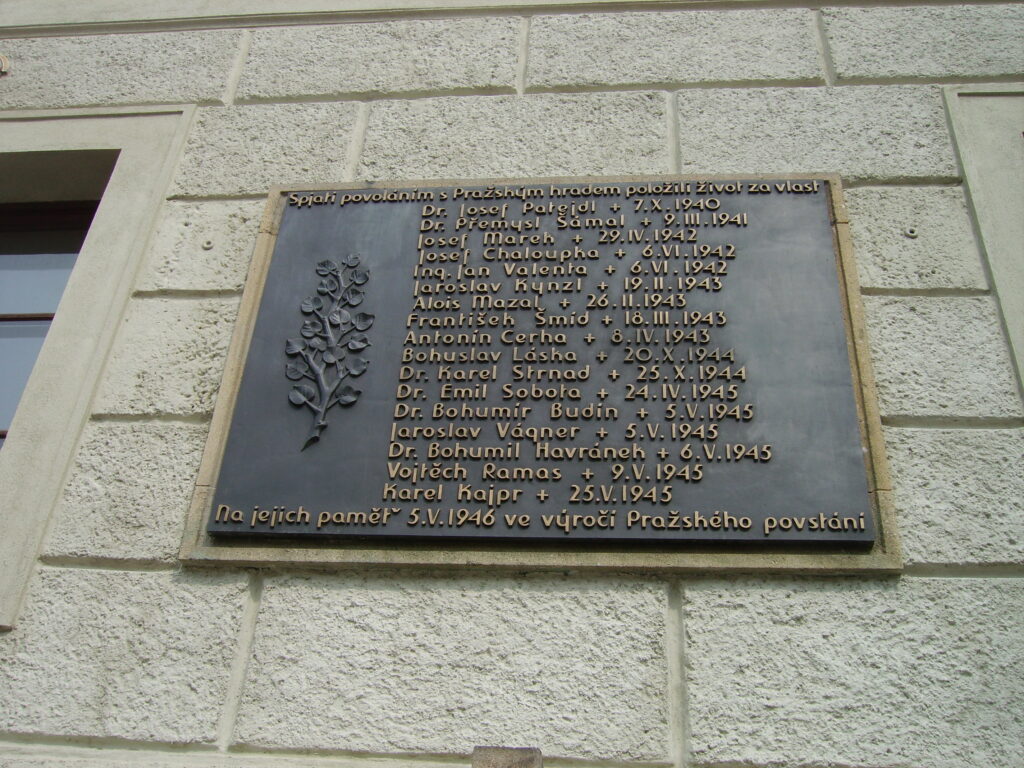 Spjati povoláním s Pražským hradem položili život za vlast
Dr. Josef Patejdl + 7.X.1940
Dr. Přemysl Šámal + 9.III.1941
Josef Marek + 29.IV.1942
Josef Chaloupka + 6.VI.1942
Ing. Jan Valenta + 6.VI.1942
Jaroslav Kynzl + 19.II.1943
Alois Mazal + 26.II.1943
František Šmíd + 18.III.1943
Antonín Cerha + 8.IV.1943
Bohuslav Láska + 20.X.1944
Dr. Karel Strnad + 25.X.1944
Dr. Emil Sobota + 24.IV.1945
Dr. Bohumír Budín + 5.V.1945
Jaroslav Vágner + 5.V.1945
Dr. Bohumil Havránek + 6.V.1945
Vojtěch Ramas + 9.V.1945
Karel Kajpr + 25.V.1945
Na jejich paměť 5.V.1946 ve výročí Pražského povstání